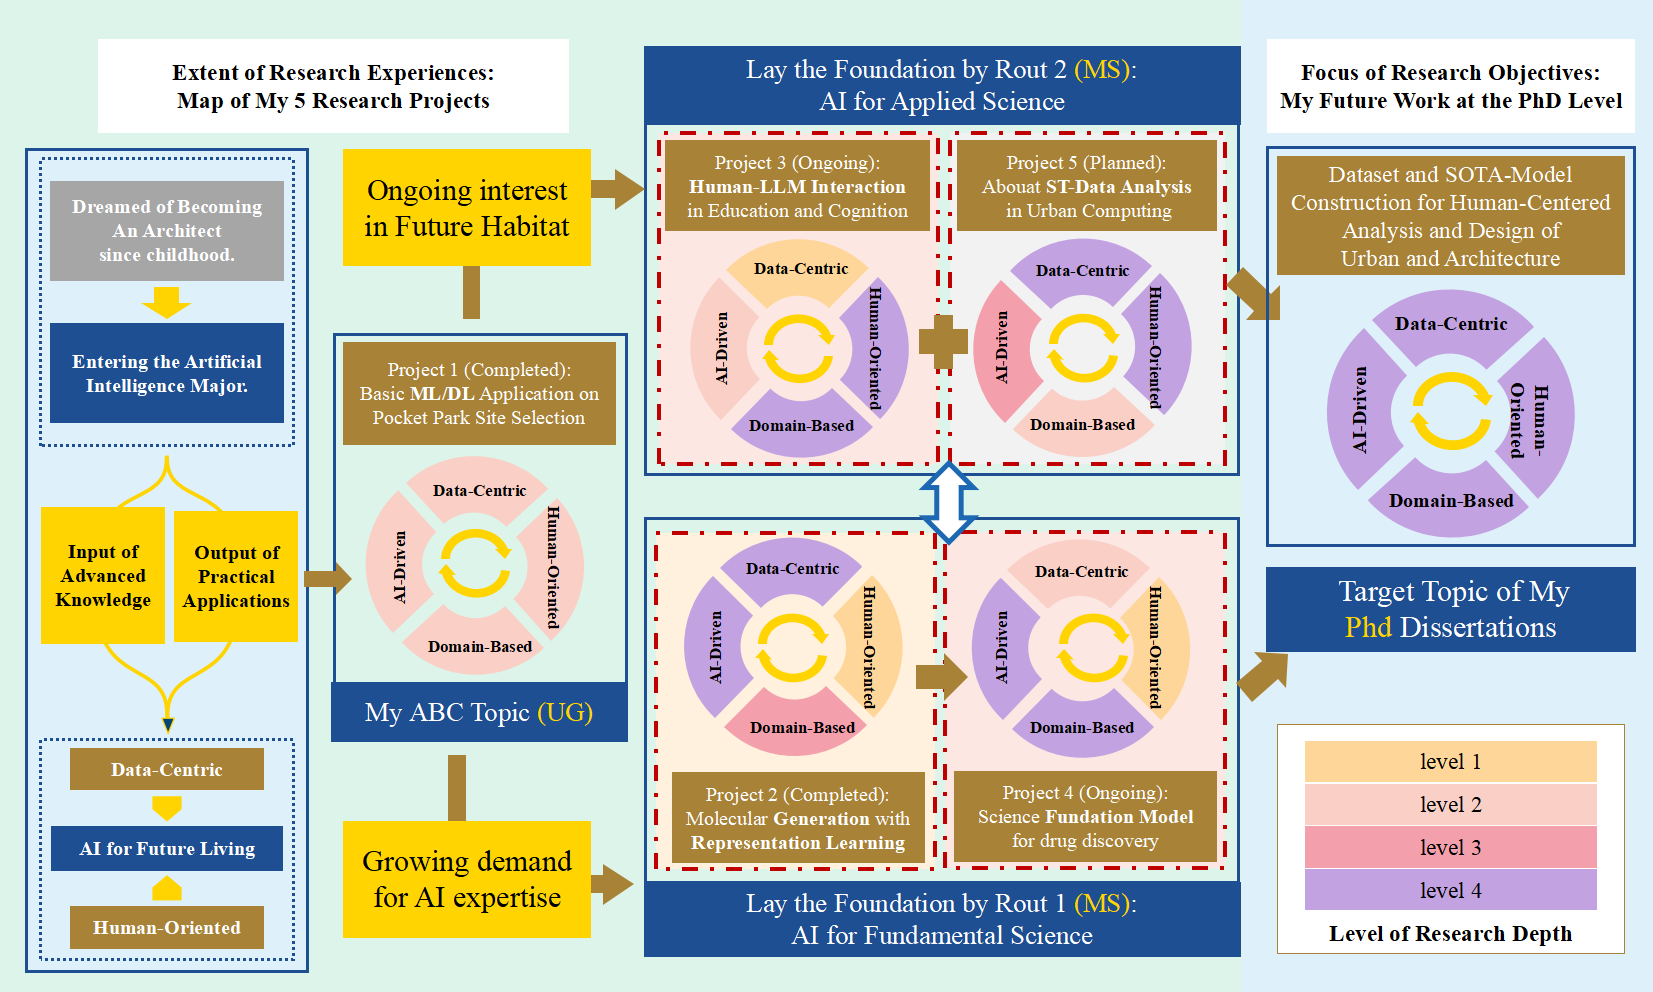 Extent of Research Experiences:
Map of My 5 Research Projects
Dreamed of Becoming
An Architect
since childhood.
Entering the Artificial
Intelligence Major.
Input of
Advanced
Knowledge
Output of
Practical
Applications
Data-Centric
AI for Future Living
Human-Oriented
Ongoing interest
in Future Habitat
Project 1 (Completed):
Basic ML/DL Application on
Pocket Park Site Selection
Data-Centric
AI-Driven
Human-Oriented
Domain-Based
My ABC Topic (UG)
Growing demand
for AI expertise
Lay the Foundation by Rout 2 (MS):
AI for Applied Science
Project 3 (Ongoing):
Human-LLM Interaction
in Education and Cognition
Data-Centric
AI-Driven
Human-Oriented
Domain-Based
Project 5 (Planned):
Abouat ST-Data Analysis
in Urban Computing
Data-Centric
AI-Driven
Human-Oriented
Domain-Based
Data-Centric
AI-Driven
Human-Oriented
Domain-Based
Project 2 (Completed):
Molecular Generation with
Representation Learning
Data-Centric
AI-Driven
Human-Oriented
Domain-Based
Project 4 (Ongoing):
Science Fundation Model
for drug discovery
Lay the Foundation by Rout 1 (MS):
AI for Fundamental Science
Focus of Research Objectives:
My Future Work at the PhD Level
Dataset and SOTA-Model
Construction for Human-Centered
Analysis and Design of
Urban and Architecture
Data-Centric
AI-Driven
Human-
Oriented
Domain-Based
Target Topic of My
Phd Dissertations
level 1
level 2
level 3
level 4
Level of Research Depth